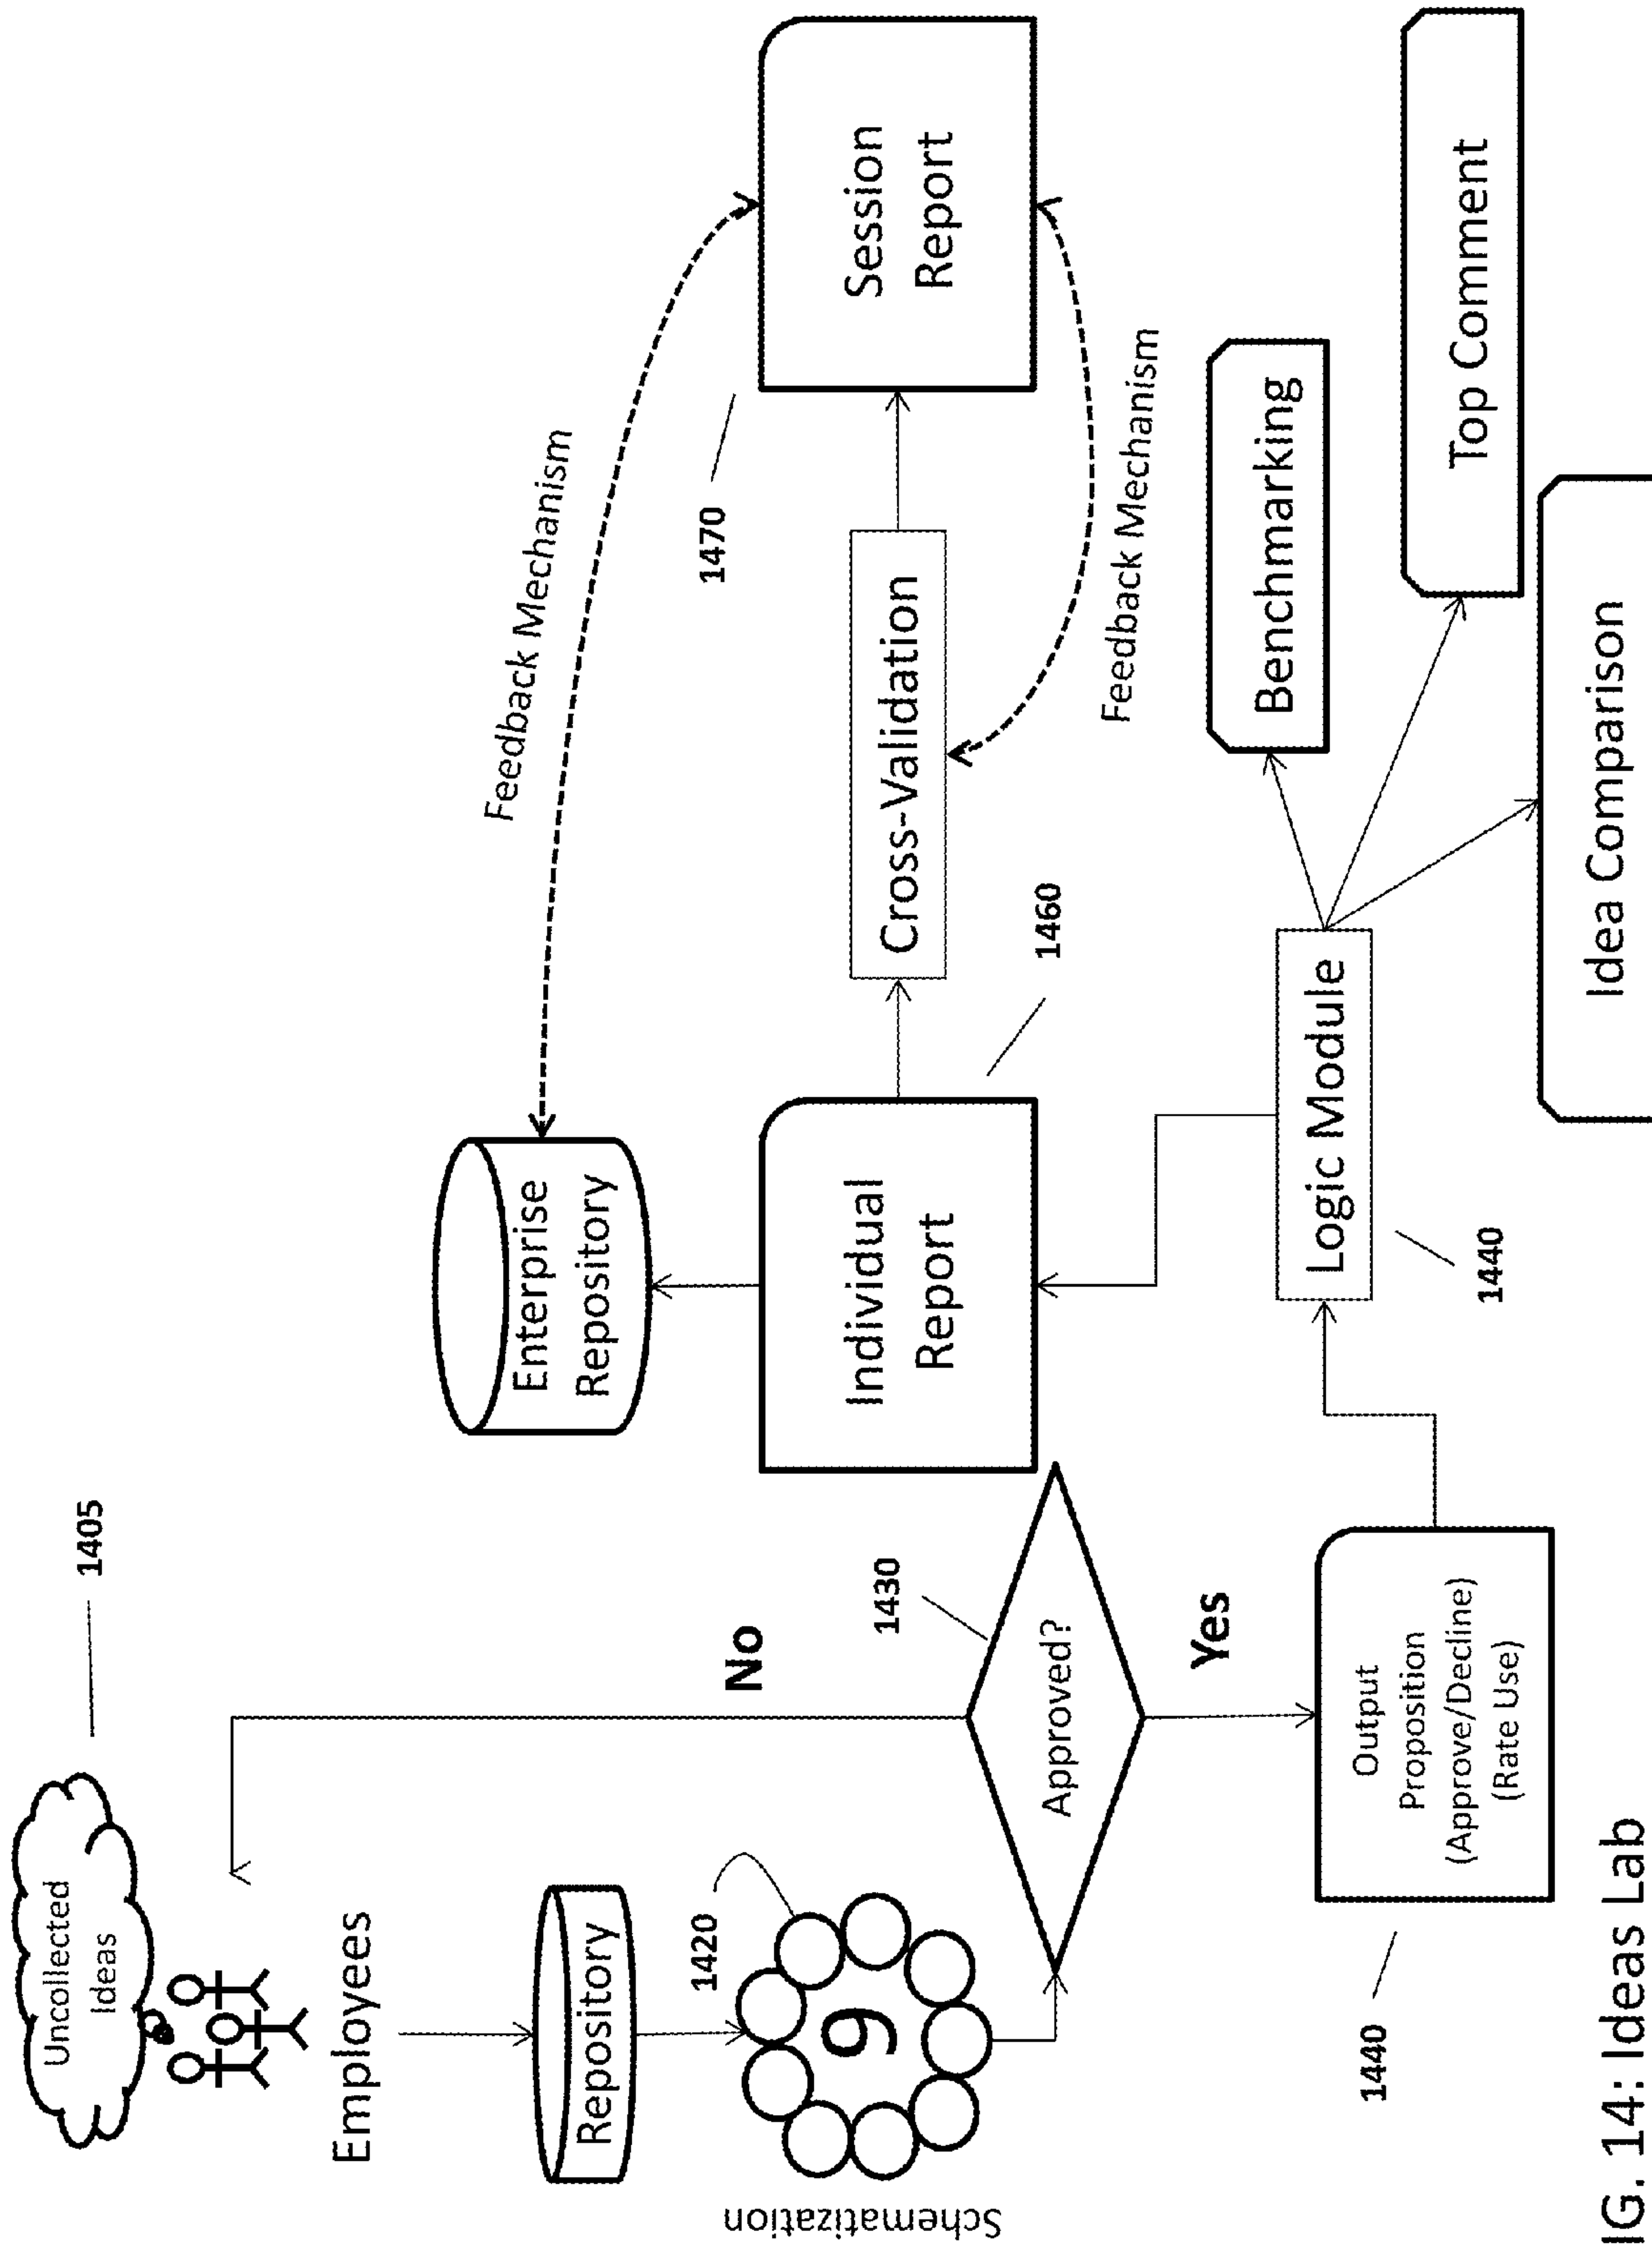 Uncollected
Ideas
1405
Employees
Repository
Schematization
9
1420
Approved?
1430
No
Yes
Output
Proposition
(Approve/Decline)
(Rate Use)
1440
Enterprise
Repository
Individual
Report
1460
Logic Module
1440
Feedback Mechanism
Cross-Validation
1470
Session
Report
Feedback Mechanism
Benchmarking
Top Comment
Idea Comparison
IG. 14: Ideas Lab